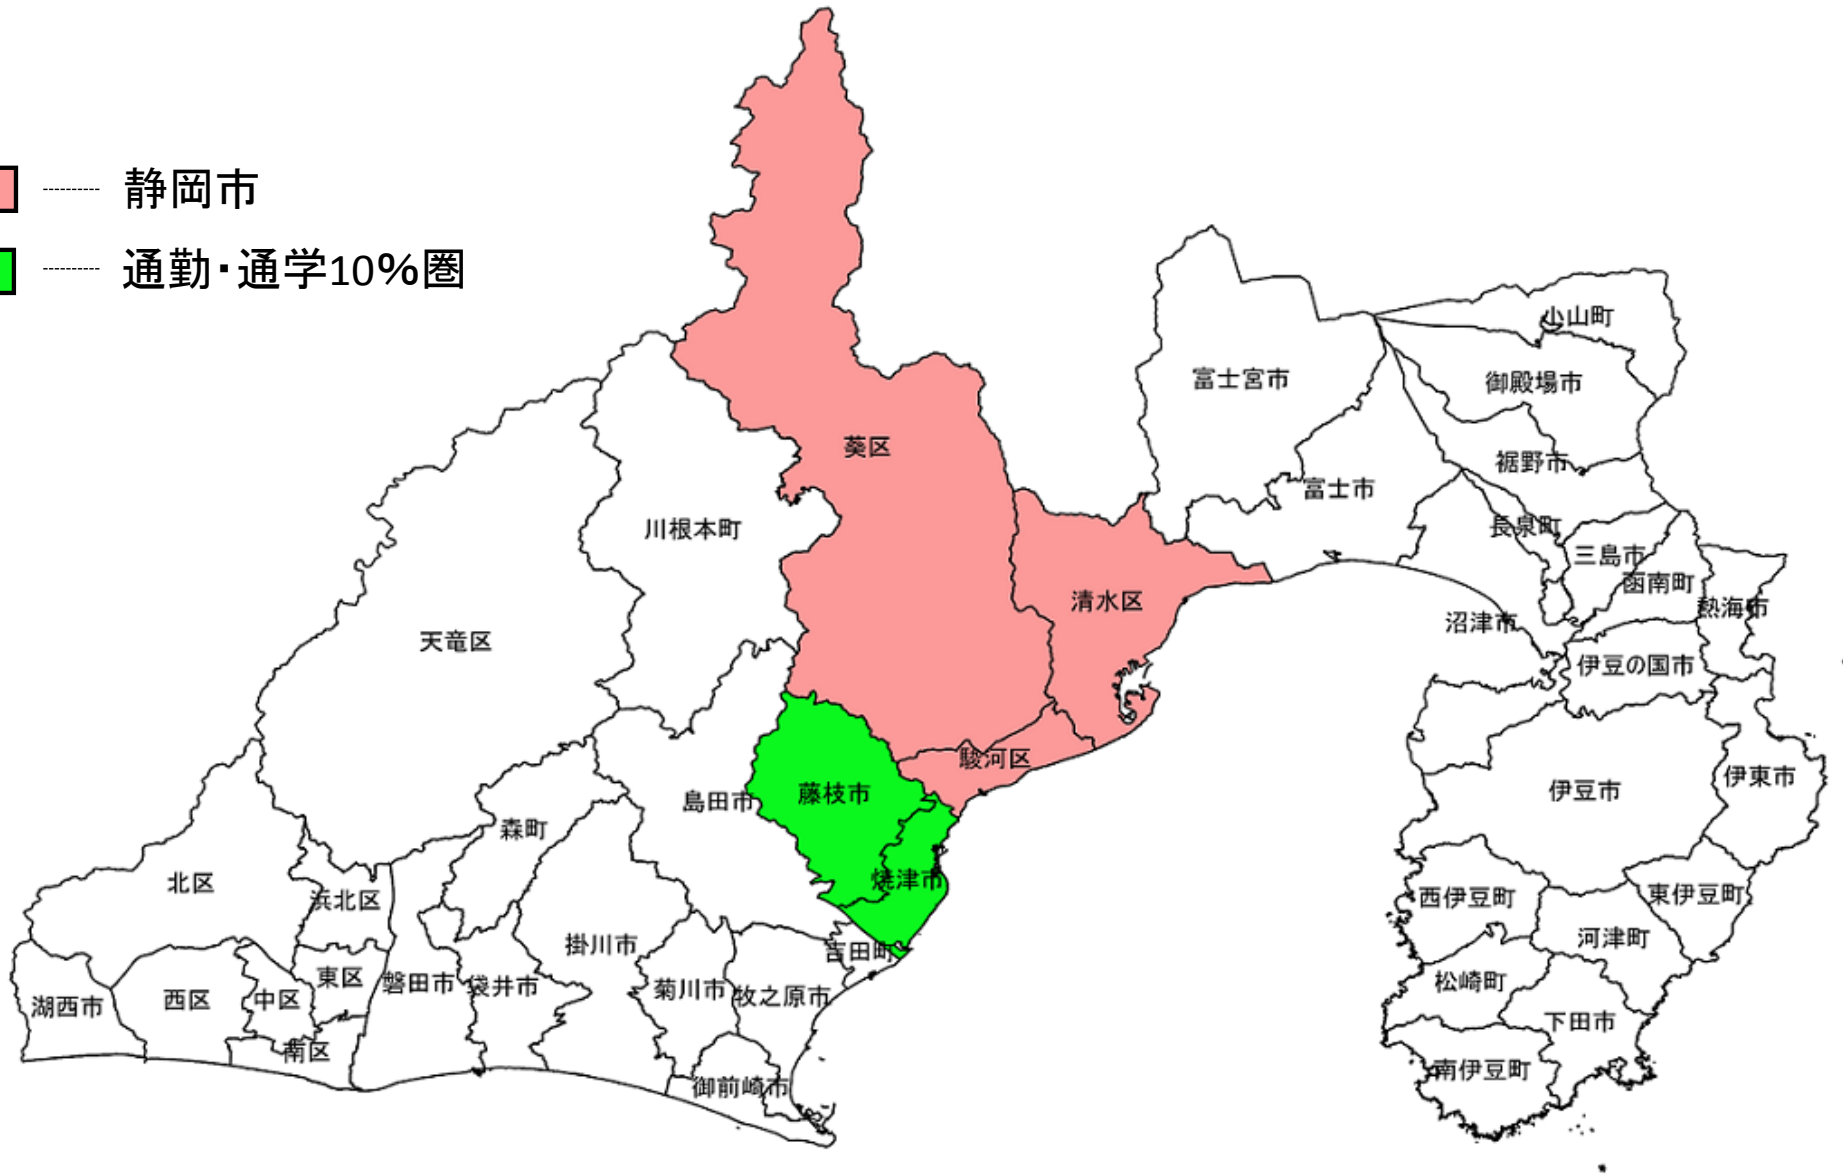 静岡市
通勤・通学10%圏
小山町
富士宮市
御殿場市
葵区
裾野市
富士市
川根本町
長泉町
三島市
函南町
清水区
熱海市
沼津市
天竜区
伊豆の国市
駿河区
伊東市
藤枝市
島田市
伊豆市
森町
焼津市
北区
浜北区
西伊豆町
東伊豆町
掛川市
吉田町
河津町
東区
磐田市
袋井市
菊川市
牧之原市
松崎町
湖西市
西区
中区
下田市
南区
南伊豆町
御前崎市